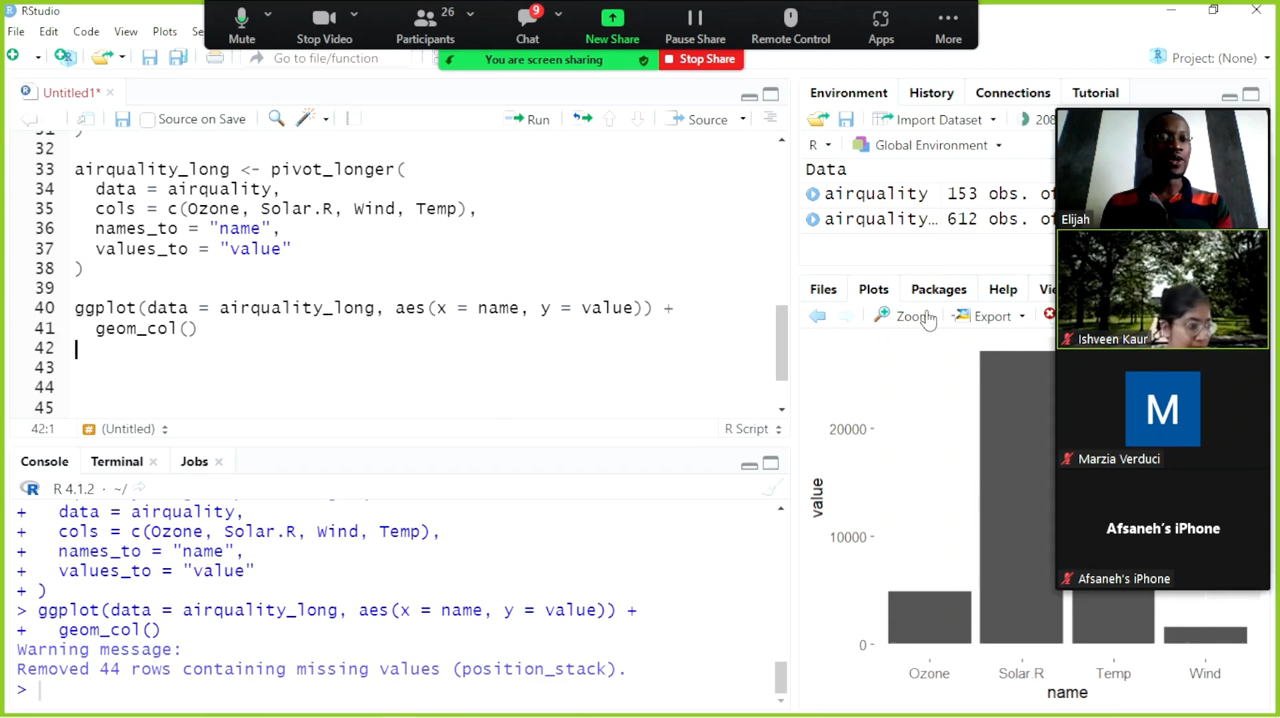 RStudio
File Edit Code View Plots Se
Mute
Stop Video
26
Participants
9
Chat
New Share
Pause Share
Remote Control
Apps
More
You are screen sharing
Stop Share
Go to file/function
Project: (None)
Untitled1*
Source on Save
Run
Source
32
33 airquality_long <- pivot_longer(
34 data = airquality,
35 cols = c(Ozone, Solar.R, Wind, Temp),
36 names_to = "name",
37 values_to = "value"
38 )
39
40 ggplot(data = airquality_long, aes(x = name, y = value)) +
41 geom_col()
42
43
44
45
42:1 (Untitled) R Script
Console Terminal Jobs
R 4.1.2 · ~/
+ data = airquality,
+ cols = c(Ozone, Solar.R, Wind, Temp),
+ names_to = "name",
+ values_to = "value"
+ )
> ggplot(data = airquality_long, aes(x = name, y = value)) +
+ geom_col()
Warning message:
Removed 44 rows containing missing values (position_stack).
>
Environment History Connections Tutorial
Import Dataset 208
R Global Environment
Data
airquality 153 obs. of
airquality… 612 obs. of
Files Plots Packages Help Vi
Zoom Export
20000
10000
0
value
Ozone Solar.R Temp Wind
name
Elijah
Ishveen Kaur
M
Marzia Verduci
Afsaneh's iPhone
Afsaneh's iPhone